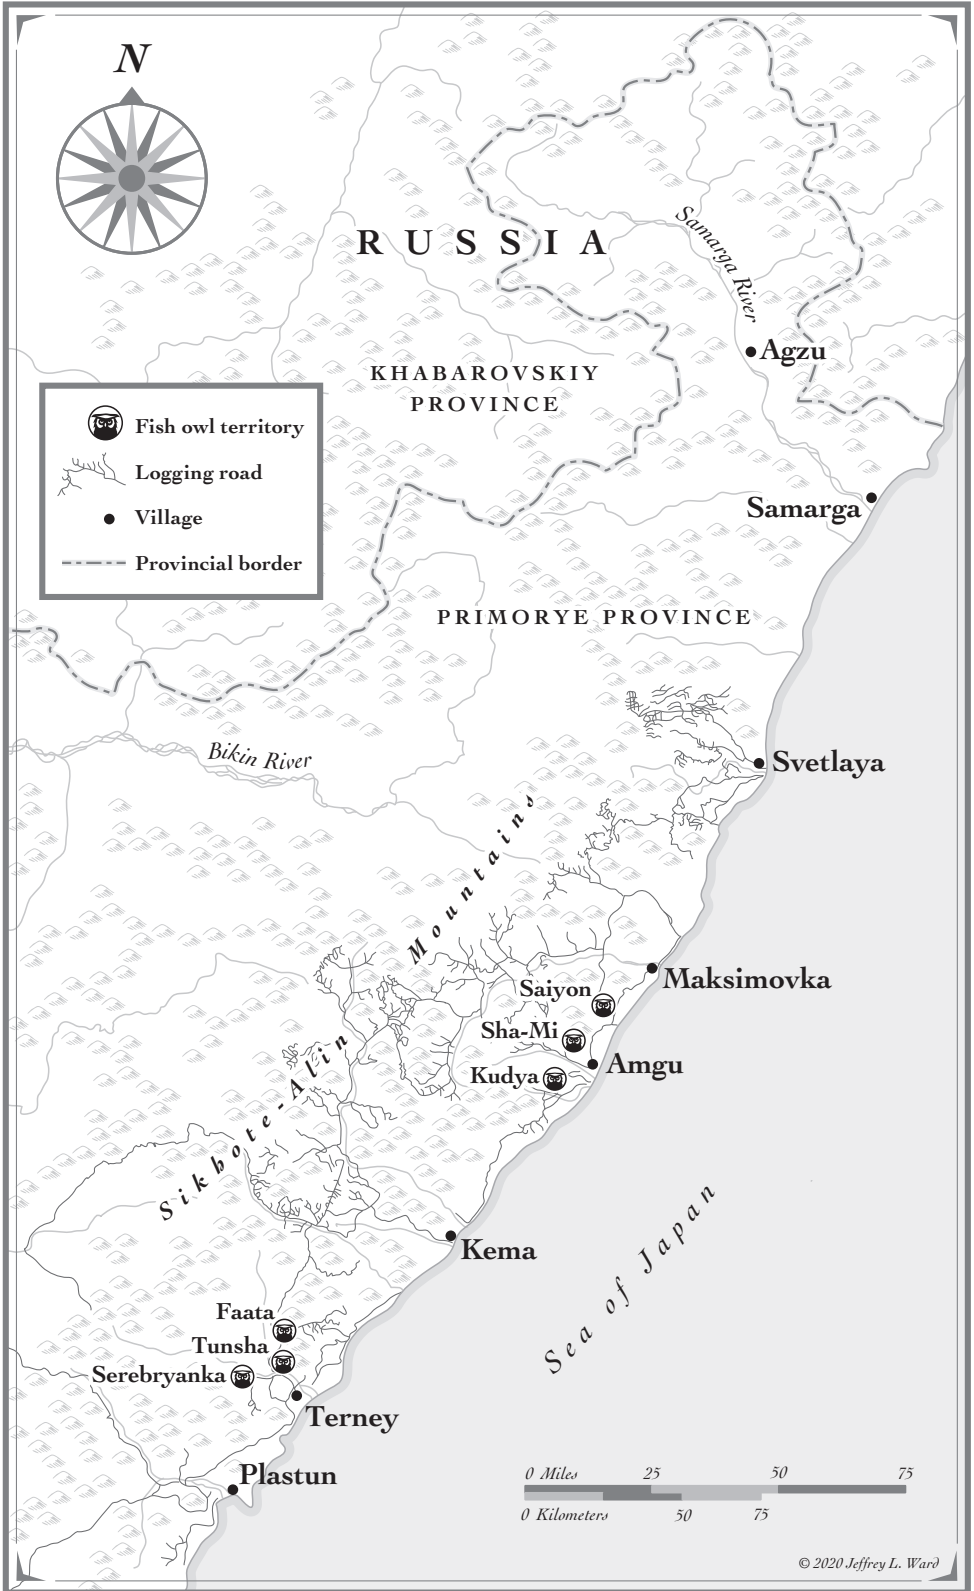 N
RUSSIA
Samarga River
Agzu
KHABAROVSKIY
PROVINCE
Fish owl territory
Logging road
Village
Provincial border
Samarga
PRIMORYE PROVINCE
Bikin River
Svetlaya
Sikhote-Alin Mountains
Maksimovka
Saiyon
Sha-Mi
Amgu
Kudya
Kema
Sea of Japan
Faata
Tunsha
Serebryanka
Terney
Plastun
0 Miles 25 50 75
0 Kilometers 50 75
© 2020 Jeffrey L. Ward